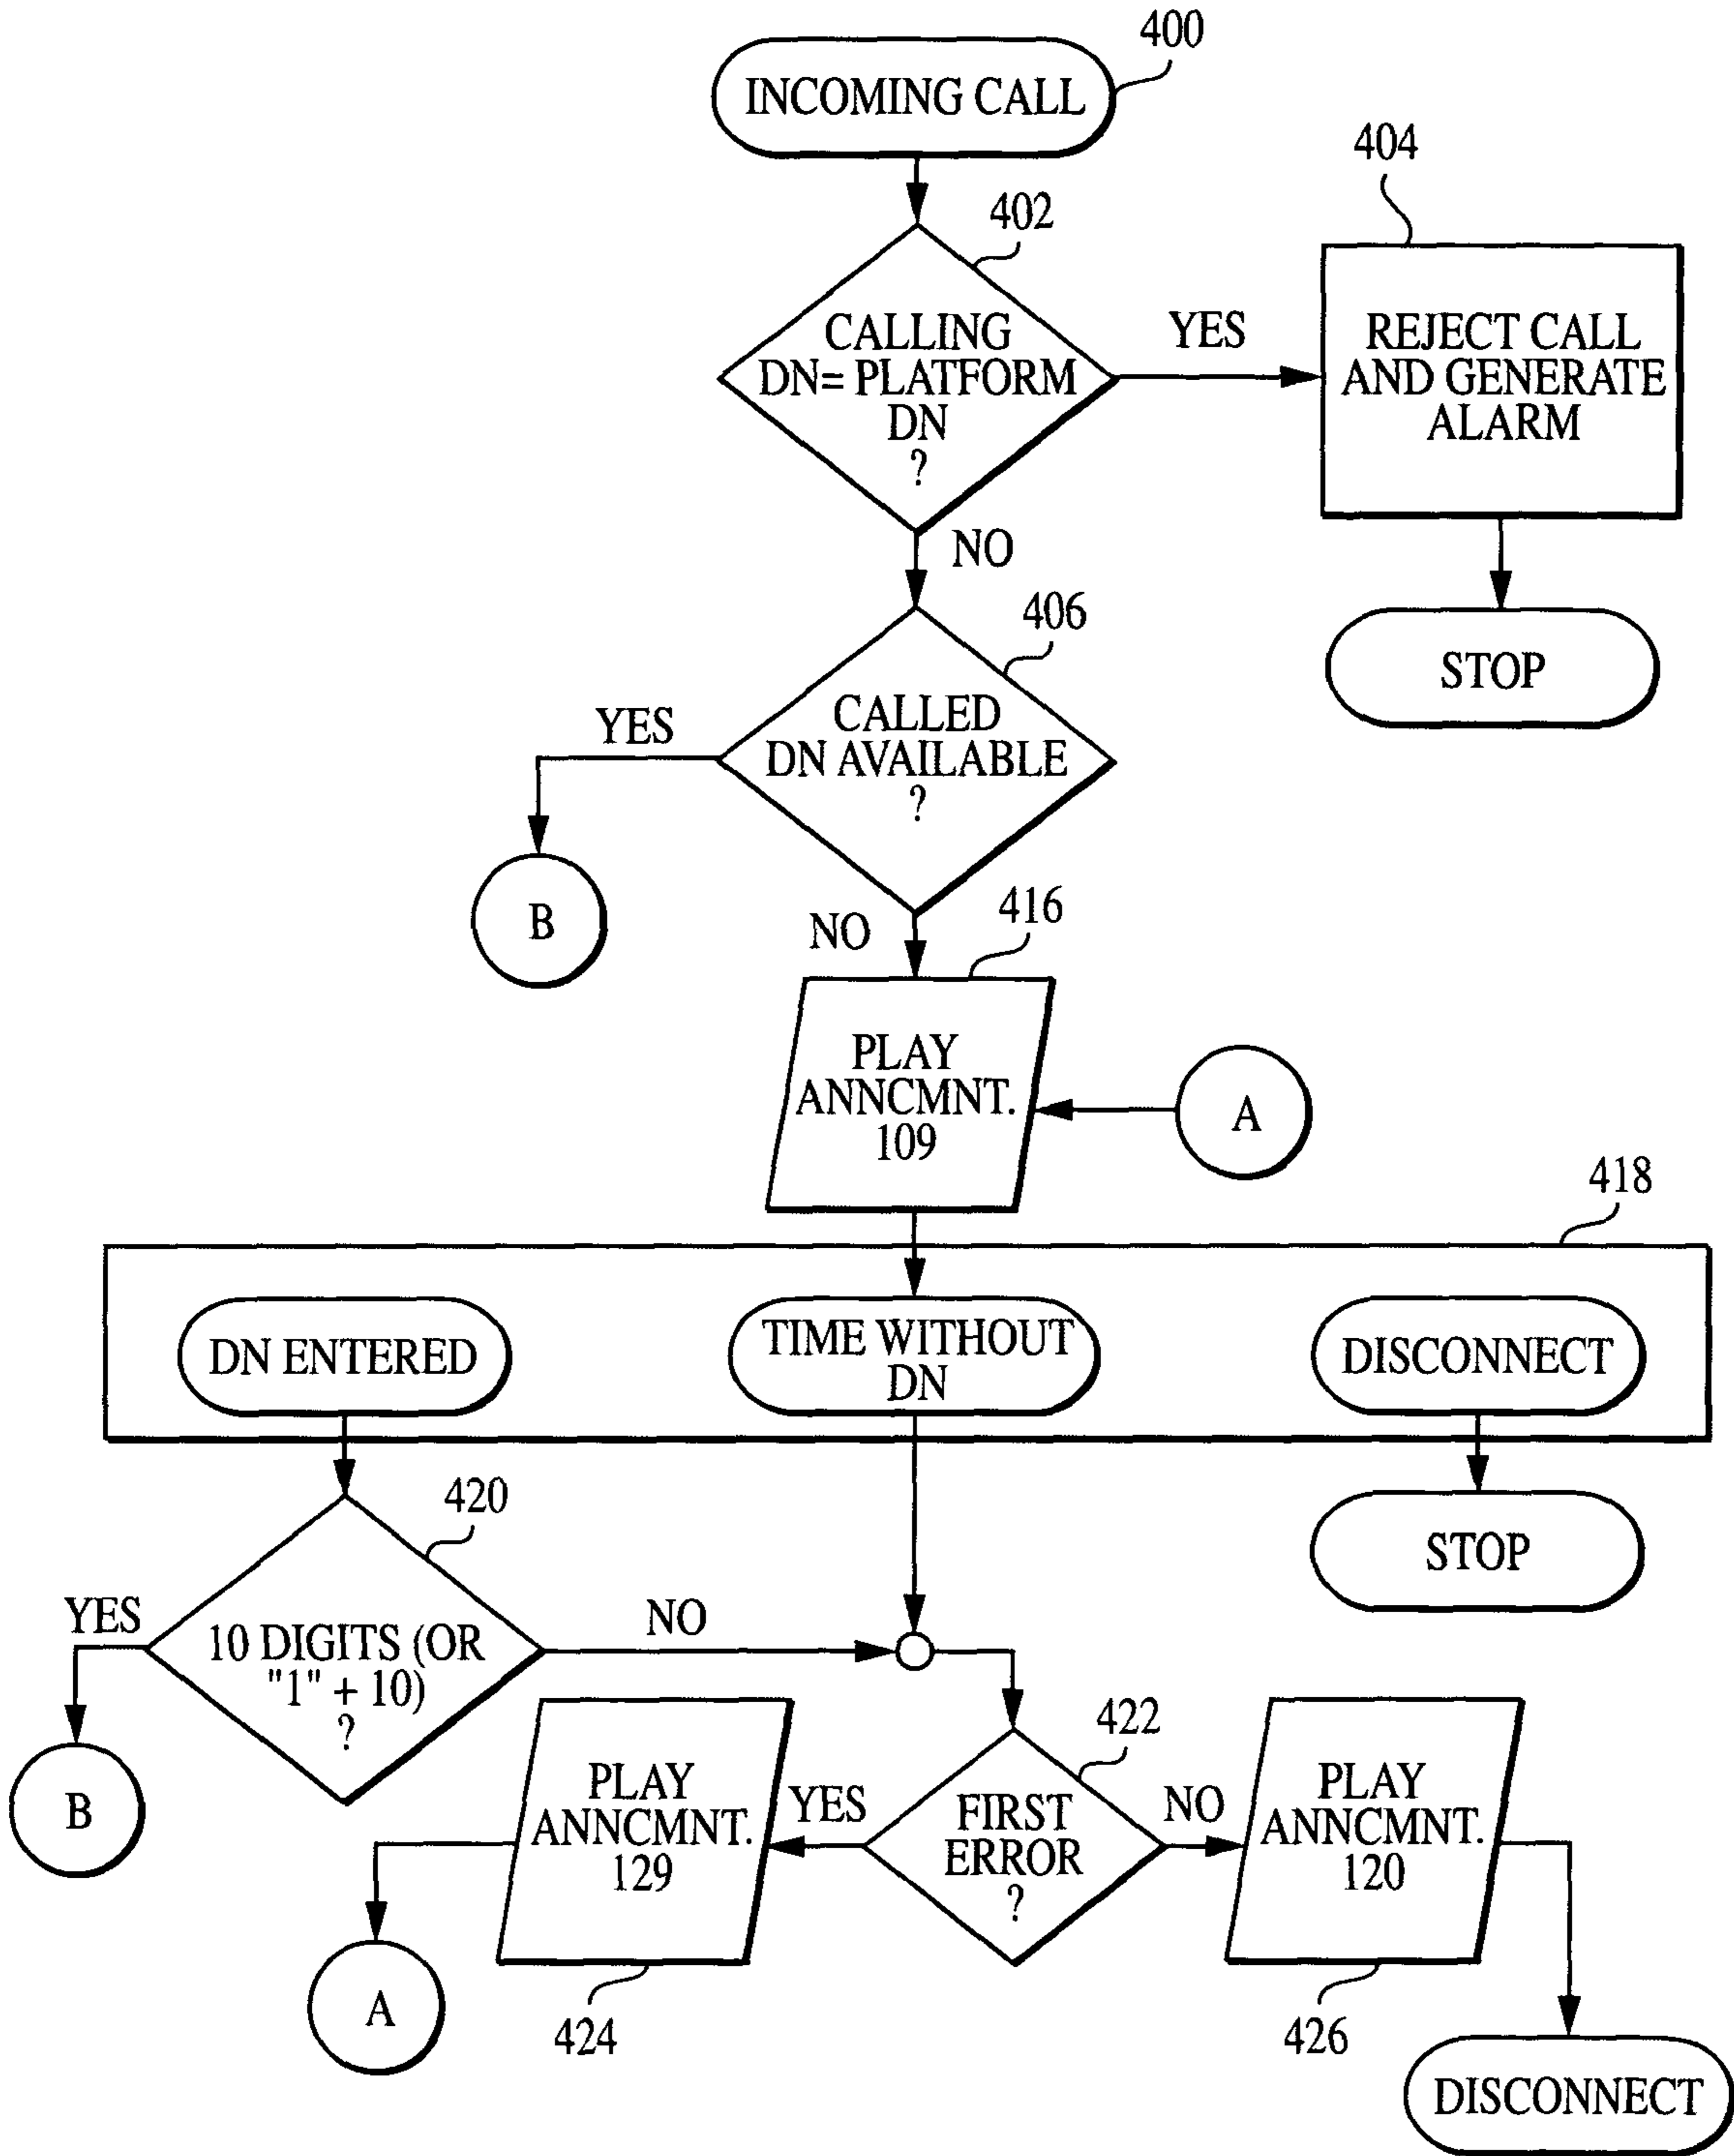 400
INCOMING CALL
402
404
CALLING
DN= PLATFORM
DN
?
YES
REJECT CALL
AND GENERATE
ALARM
NO
406
STOP
YES
CALLED
DN AVAILABLE
?
B
NO
416
PLAY
ANNCMNT.
109
A
418
DN ENTERED
TIME WITHOUT
DN
DISCONNECT
420
STOP
YES
10 DIGITS (OR
"1" + 10)
?
NO
B
422
PLAY
ANNCMNT.
129
YES
FIRST
ERROR
?
NO
PLAY
ANNCMNT.
120
A
424
426
DISCONNECT